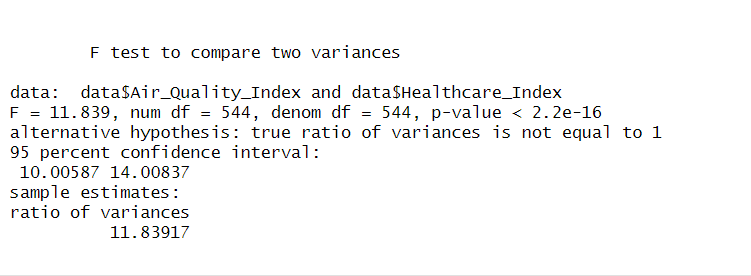 F test to compare two variances
data:  data$Air_Quality_Index and data$Healthcare_Index
F = 11.839, num df = 544, denom df = 544, p-value < 2.2e-16
alternative hypothesis: true ratio of variances is not equal to 1
95 percent confidence interval:
 10.00587 14.00837
sample estimates:
ratio of variances
          11.83917